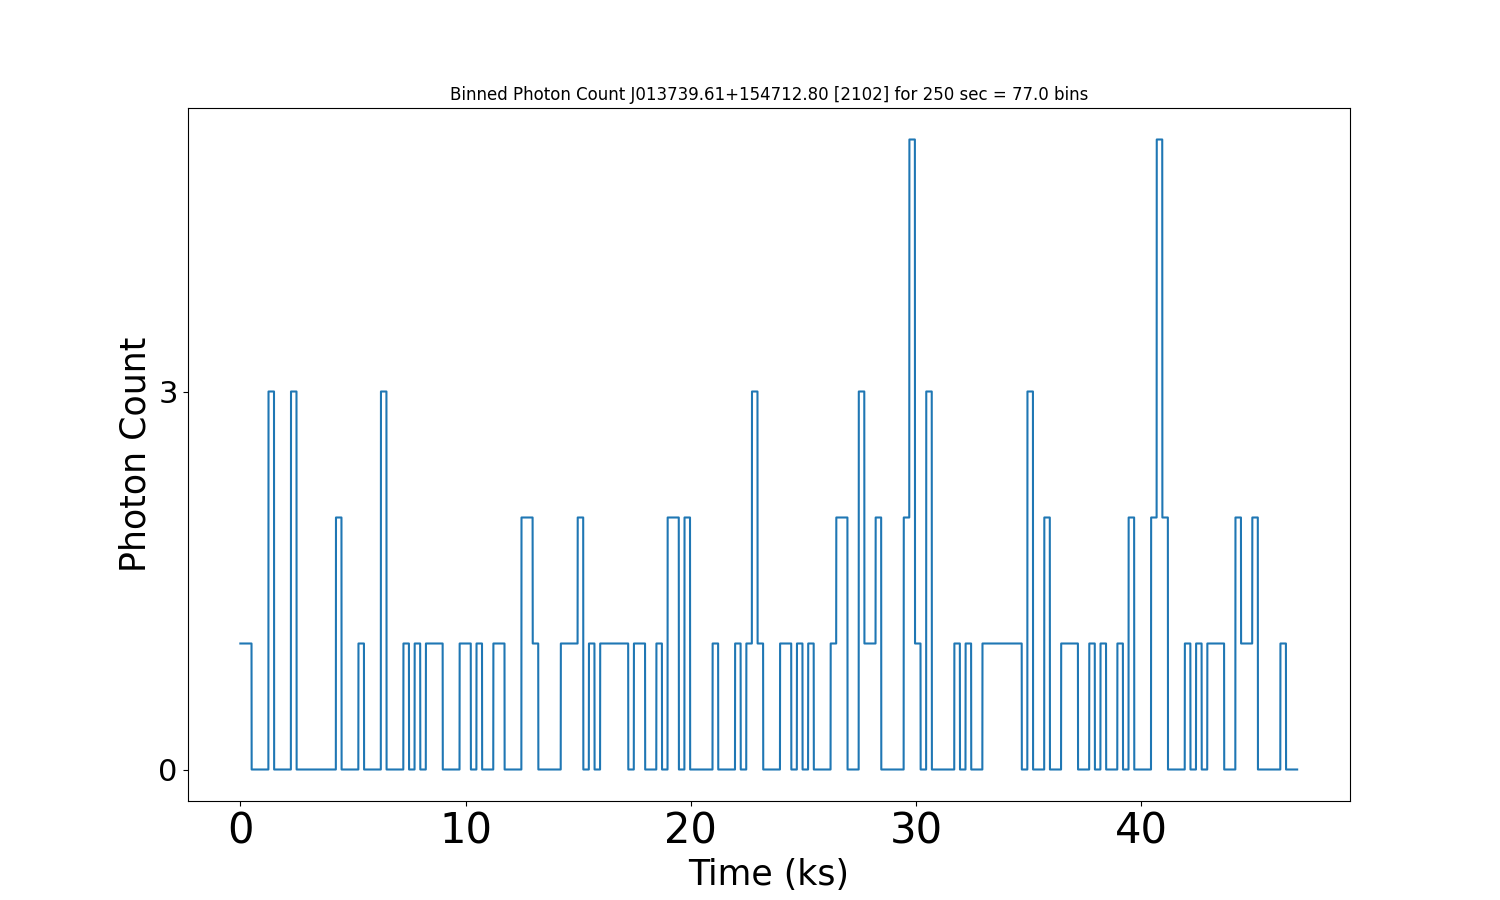 Binned Photon Count J013739.61+154712.80 [2102] for 250 sec = 77.0 bins
Photon Count
3
0
0 10 20 30 40
Time (ks)